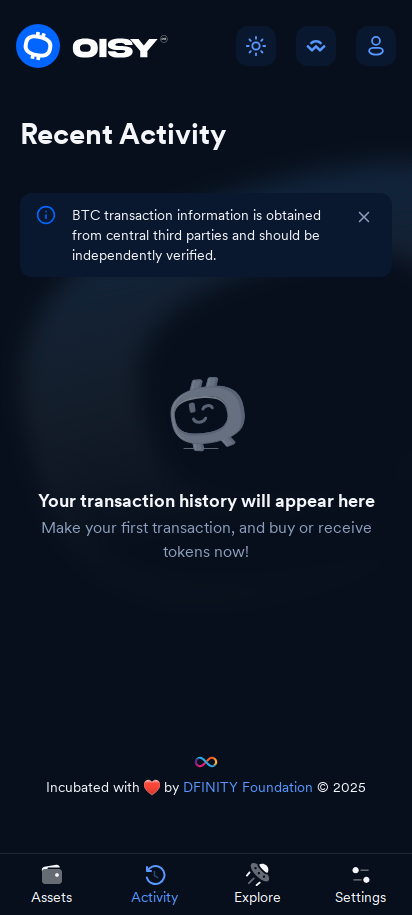 OISY
Recent Activity
BTC transaction information is obtained
from central third parties and should be
independently verified.
Your transaction history will appear here
Make your first transaction, and buy or receive
tokens now!
Incubated with ❤️ by DFINITY Foundation © 2025
Assets
Activity
Explore
Settings